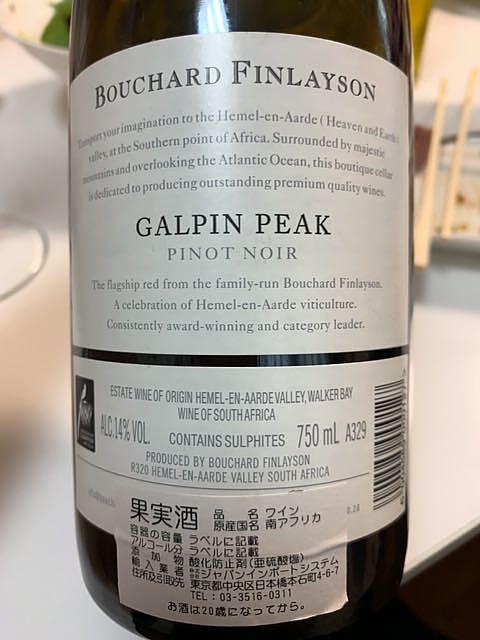 BOUCHARD FINLAYSON
Transport your imagination to the Hemel-en-Aarde (Heaven and Earth)
valley, at the Southern point of Africa. Surrounded by majestic
mountains and overlooking the Atlantic Ocean, this boutique cellar
is dedicated to producing outstanding premium quality wines.
GALPIN PEAK
PINOT NOIR
The flagship red from the family-run Bouchard Finlayson.
A celebration of Hemel-en-Aarde viticulture.
Consistently award-winning and category leader.
ESTATE WINE OF ORIGIN HEMEL-EN-AARDE VALLEY, WALKER BAY
WINE OF SOUTH AFRICA
ALC.14% VOL. CONTAINS SULPHITES 750 mL A329
PRODUCED BY BOUCHARD FINLAYSON
R320 HEMEL-EN-AARDE VALLEY SOUTH AFRICA
果実酒 品名 ワイン
原産国名 南アフリカ
容器の容量 ラベルに記載
アルコール分 ラベルに記載
添加物 酸化防止剤(亜硫酸塩)
輸入業者 ジャパンインポートシステム
住所及引取先 東京都中央区日本橋本石町4-6-7
TEL：03-3516-0311
お酒は20歳になってから。